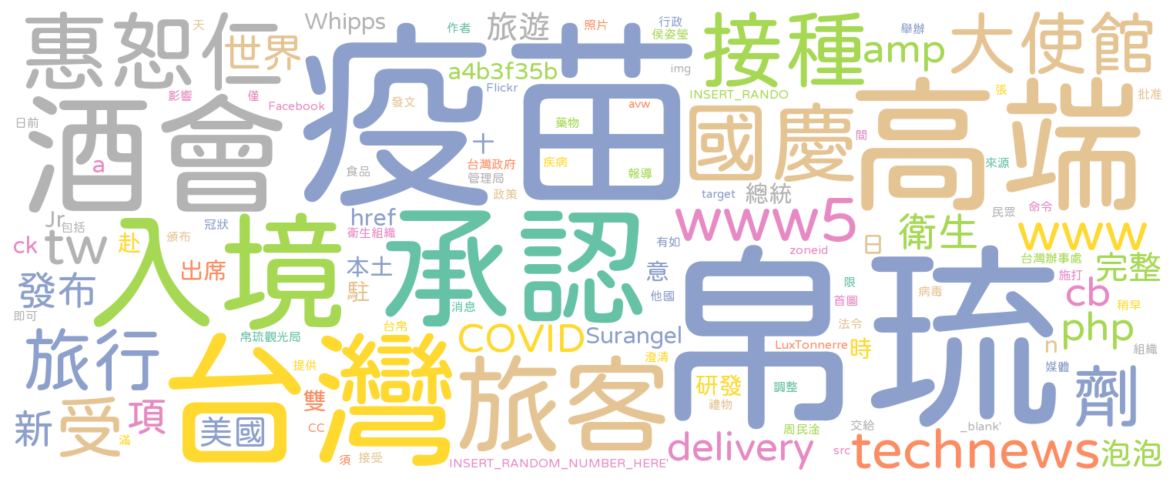 惠恕仁 天 世界 Whipps 旅遊 作者 照片 行政 侯姿瑩 接種 舉辦 amp 大使館
影響 僅 Facebook a4b3f35b Flickr img INSERT_RANDO 張 批准
日前 酒會 a 發文 疫苗 avw 藥物 國慶 間 高端
十 台灣政府 疾病 報導 來源
食品 管理局 政策 target 總統 民眾 命令
Jr 包括 冠狀 href 衛生組織 承認 有如 www5 zoneid 日 衛生 www
ck tw 赴 頒布 出席 入境 本土 駐 意 他國 台灣辦事處 施打 完整
發布 即可 消息 帛琉 限 首圖 病毒 cb 稍早
帛琉觀光局 台帛 COVID Surangel 澄清 LuxTonnerre 法令 時 n php 組織
旅行 台灣 提供 旅客 研發 調整 媒體 劑
新 受 滿 項 美國 雙 禮物 周民淦 交給 _blank'
CC 須 接受 INSERT_RANDOM_NUMBER_HERE' delivery src technews 泡泡